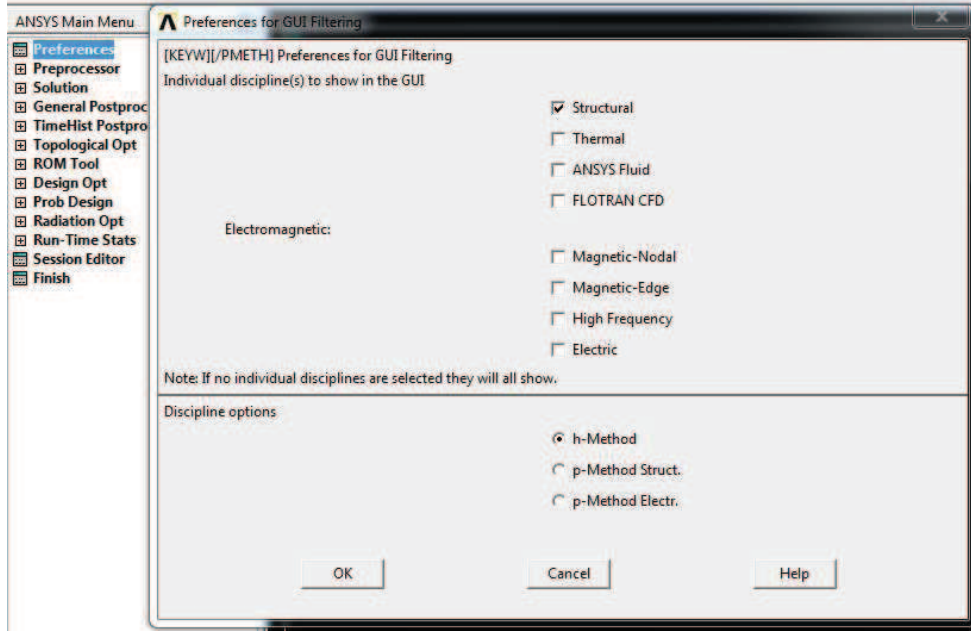 ANSYS Main Menu
Preferences
Preprocessor
Solution
General Postproc
TimeHist Postpro
Topological Opt
ROM Tool
Design Opt
Prob Design
Radiation Opt
Run-Time Stats
Session Editor
Finish
Preferences for GUI Filtering
[KEYW][/PMETH] Preferences for GUI Filtering
Individual discipline(s) to show in the GUI
Structural
Thermal
ANSYS Fluid
FLOTRAN CFD
Electromagnetic:
Magnetic-Nodal
Magnetic-Edge
High Frequency
Electric
Note: If no individual disciplines are selected they will all show.
Discipline options
h-Method
p-Method Struct.
p-Method Electr.
OK Cancel Help